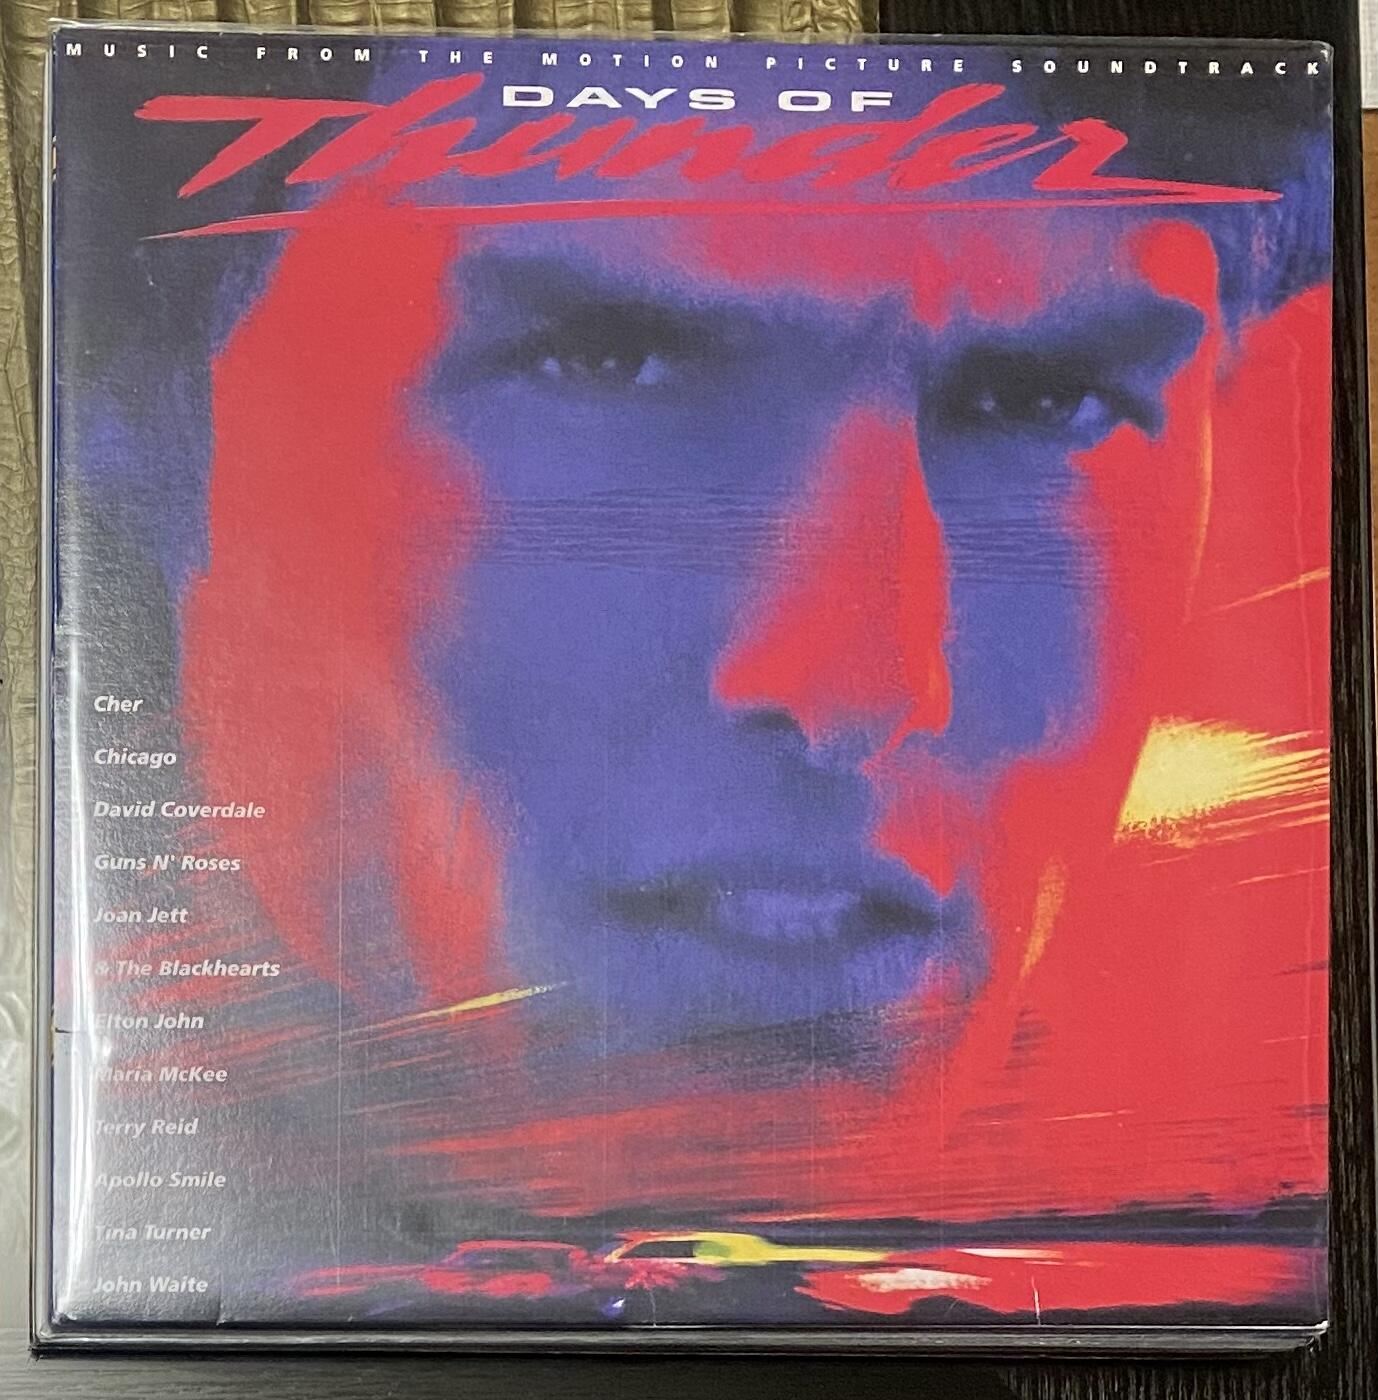 MUSIC FROM THE MOTION PICTURE SOUNDTRACK
DAYS OF
Thunder
Cher
Chicago
David Coverdale
Guns N' Roses
Joan Jett
& The Blackhearts
Elton John
Maria McKee
Terry Reid
Apollo Smile
Tina Turner
John Waite